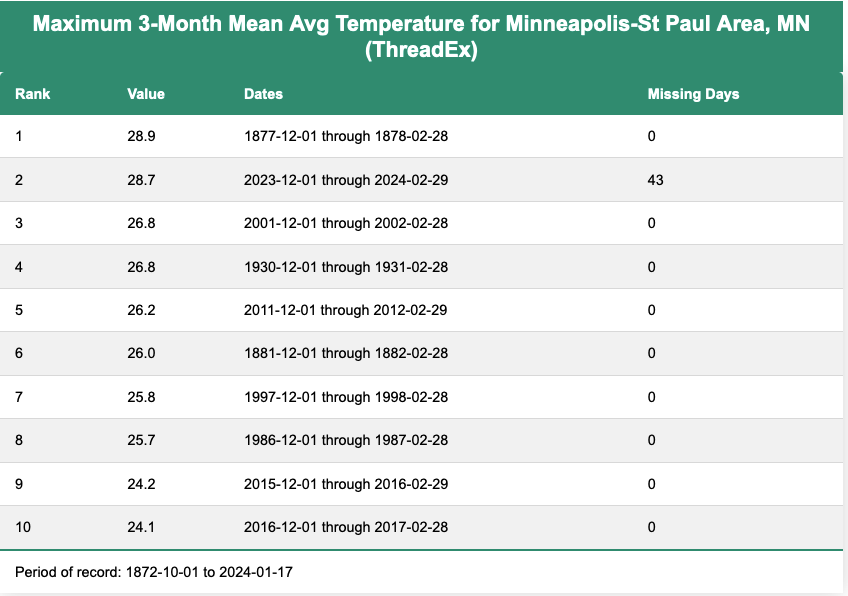 Maximum 3-Month Mean Avg Temperature for Minneapolis-St Paul Area, MN
(ThreadEx)
Rank Value Dates Missing Days
1 28.9 1877-12-01 through 1878-02-28 0
2 28.7 2023-12-01 through 2024-02-29 43
3 26.8 2001-12-01 through 2002-02-28 0
4 26.8 1930-12-01 through 1931-02-28 0
5 26.2 2011-12-01 through 2012-02-29 0
6 26.0 1881-12-01 through 1882-02-28 0
7 25.8 1997-12-01 through 1998-02-28 0
8 25.7 1986-12-01 through 1987-02-28 0
9 24.2 2015-12-01 through 2016-02-29 0
10 24.1 2016-12-01 through 2017-02-28 0
Period of record: 1872-10-01 to 2024-01-17